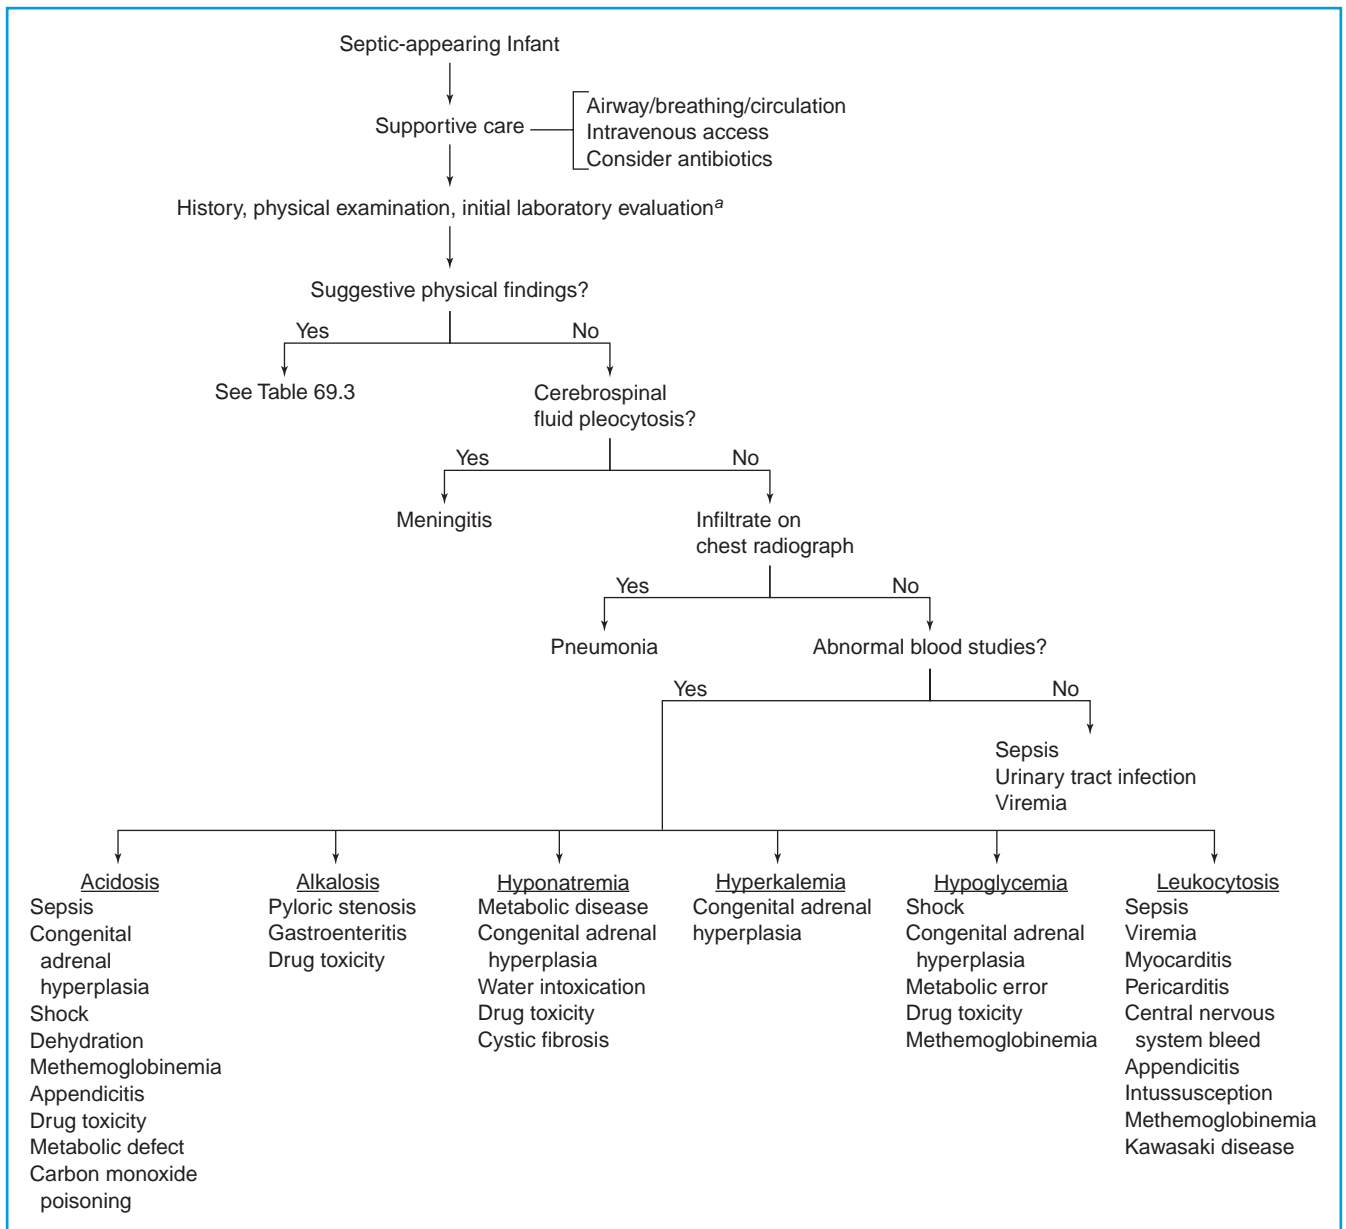 Septic-appearing Infant
Supportive care
Airway/breathing/circulation
Intravenous access
Consider antibiotics
History, physical examination, initial laboratory evaluationa
Suggestive physical findings?
Yes
No
See Table 69.3
Cerebrospinal
fluid pleocytosis?
Yes
No
Meningitis
Infiltrate on
chest radiograph
Yes
No
Pneumonia
Abnormal blood studies?
Yes
No
Sepsis
Urinary tract infection
Viremia
Acidosis
Sepsis
Congenital
adrenal
hyperplasia
Shock
Dehydration
Methemoglobinemia
Appendicitis
Drug toxicity
Metabolic defect
Carbon monoxide
poisoning
Alkalosis
Pyloric stenosis
Gastroenteritis
Drug toxicity
Hyponatremia
Metabolic disease
Congenital adrenal
hyperplasia
Water intoxication
Drug toxicity
Cystic fibrosis
Hyperkalemia
Congenital adrenal
hyperplasia
Hypoglycemia
Shock
Congenital adrenal
hyperplasia
Metabolic error
Drug toxicity
Methemoglobinemia
Leukocytosis
Sepsis
Viremia
Myocarditis
Pericarditis
Central nervous
system bleed
Appendicitis
Intussusception
Methemoglobinemia
Kawasaki disease